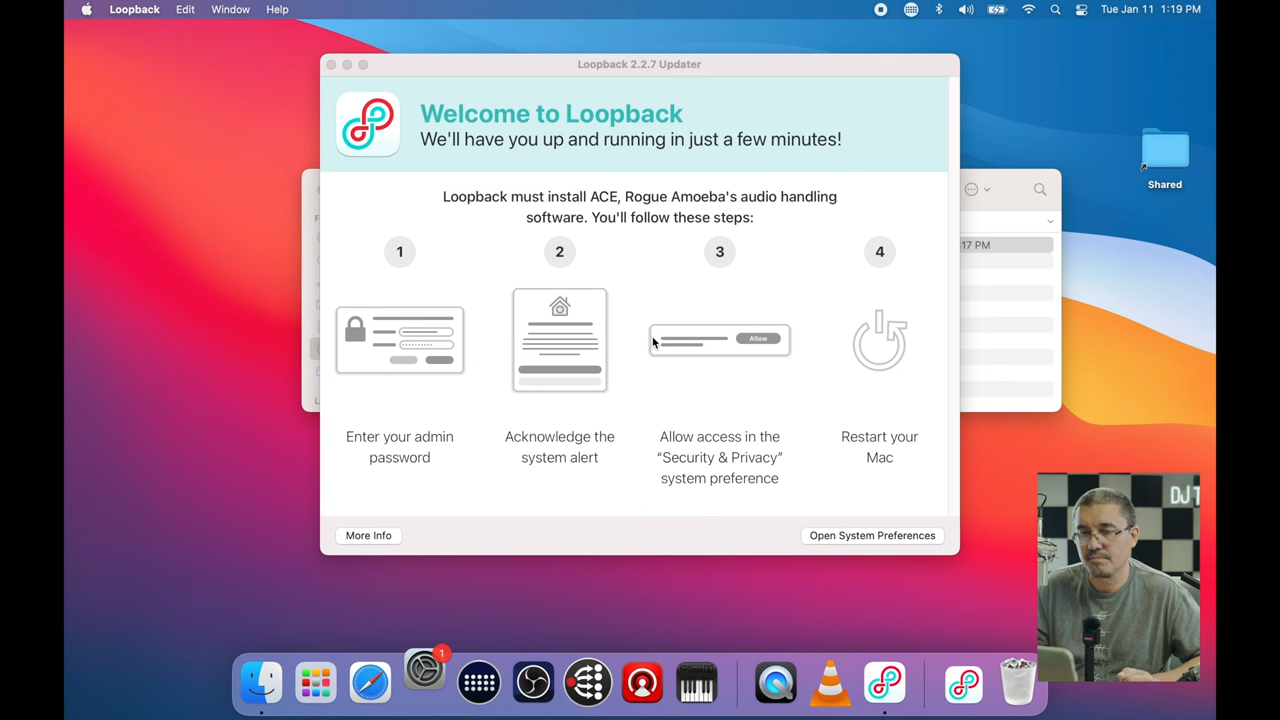 Loopback Edit Window Help Tue Jan 11 1:19 PM
Loopback 2.2.7 Updater
Welcome to Loopback
We'll have you up and running in just a few minutes!
Loopback must install ACE, Rogue Amoeba's audio handling
software. You'll follow these steps:
1 2 3 4
Allow
Enter your admin
password
Acknowledge the
system alert
Allow access in the
“Security & Privacy”
system preference
Restart your
Mac
More Info
Open System Preferences
Shared
:17 PM
DJ T
1